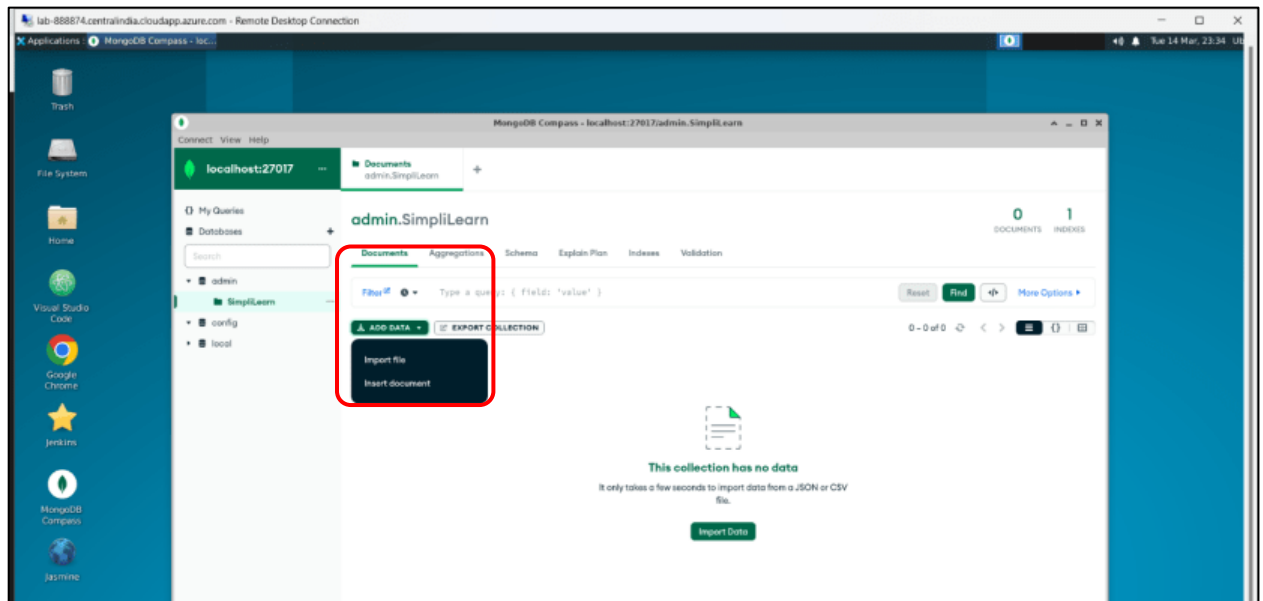 lab-888874.centralindia.cloudapp.azure.com - Remote Desktop Connection
Applications : MongoDB Compass - loc...
Tue 14 Mar, 23:34 Ub
Trash
File System
Home
Visual Studio
Code
Google
Chrome
Jenkins
MongoDB
Compass
Jasmine
MongoDB Compass - localhost:27017/admin.SimpliLearn
Connect View Help
localhost:27017 ...
Documents
admin.SimpliLearn
+
{} My Queries
Databases +
Search
admin
SimpliLearn ...
config
local
admin.SimpliLearn
0 1
DOCUMENTS INDEXES
Documents Aggregations Schema Explain Plan Indexes Validation
Filter Type a query: { field: 'value' } Reset Find </> More Options
ADD DATA EXPORT COLLECTION 0 – 0 of 0 < > {}
Import file
Insert document
This collection has no data
It only takes a few seconds to import data from a JSON or CSV
file.
Import Data